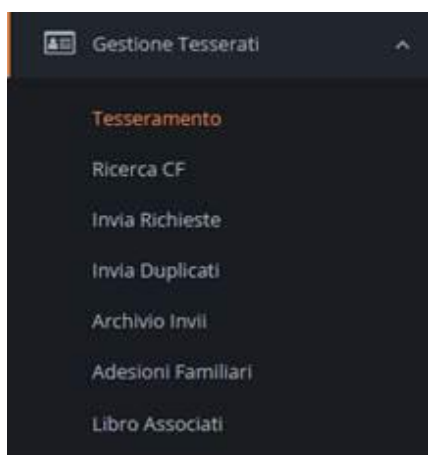 Gestione Tesserati
Tesseramento
Ricerca CF
Invia Richieste
Invia Duplicati
Archivio Invii
Adesioni Familiari
Libro Associati